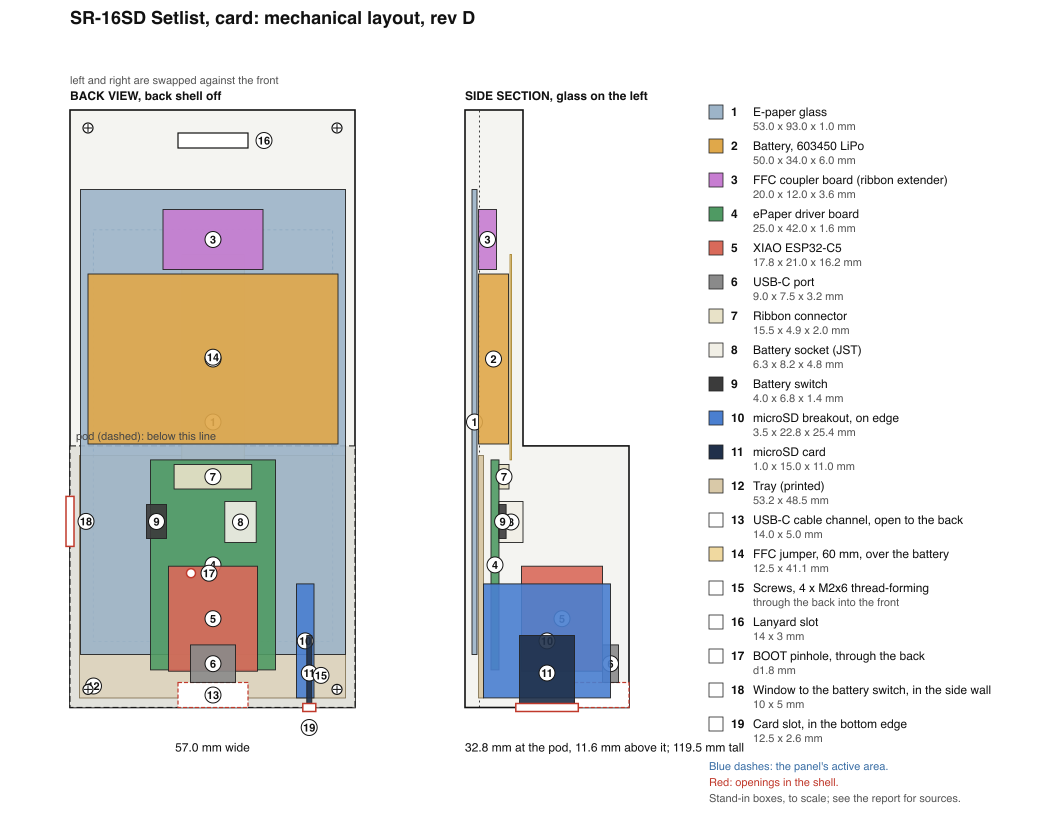 SR-16SD Setlist, card: mechanical layout, rev D
left and right are swapped against the front
BACK VIEW, back shell off
SIDE SECTION, glass on the left
16
3
14
1
pod (dashed): below this line
7
18
9
8
4
17
5
10
6
11
15
12
13
19
57.0 mm wide
3
2
1
7
9
8
4
5
10
6
11
32.8 mm at the pod, 11.6 mm above it; 119.5 mm tall
1 E-paper glass
53.0 x 93.0 x 1.0 mm
2 Battery, 603450 LiPo
50.0 x 34.0 x 6.0 mm
3 FFC coupler board (ribbon extender)
20.0 x 12.0 x 3.6 mm
4 ePaper driver board
25.0 x 42.0 x 1.6 mm
5 XIAO ESP32-C5
17.8 x 21.0 x 16.2 mm
6 USB-C port
9.0 x 7.5 x 3.2 mm
7 Ribbon connector
15.5 x 4.9 x 2.0 mm
8 Battery socket (JST)
6.3 x 8.2 x 4.8 mm
9 Battery switch
4.0 x 6.8 x 1.4 mm
10 microSD breakout, on edge
3.5 x 22.8 x 25.4 mm
11 microSD card
1.0 x 15.0 x 11.0 mm
12 Tray (printed)
53.2 x 48.5 mm
13 USB-C cable channel, open to the back
14.0 x 5.0 mm
14 FFC jumper, 60 mm, over the battery
12.5 x 41.1 mm
15 Screws, 4 x M2x6 thread-forming
through the back into the front
16 Lanyard slot
14 x 3 mm
17 BOOT pinhole, through the back
d1.8 mm
18 Window to the battery switch, in the side wall
10 x 5 mm
19 Card slot, in the bottom edge
12.5 x 2.6 mm
Blue dashes: the panel's active area.
Red: openings in the shell.
Stand-in boxes, to scale; see the report for sources.